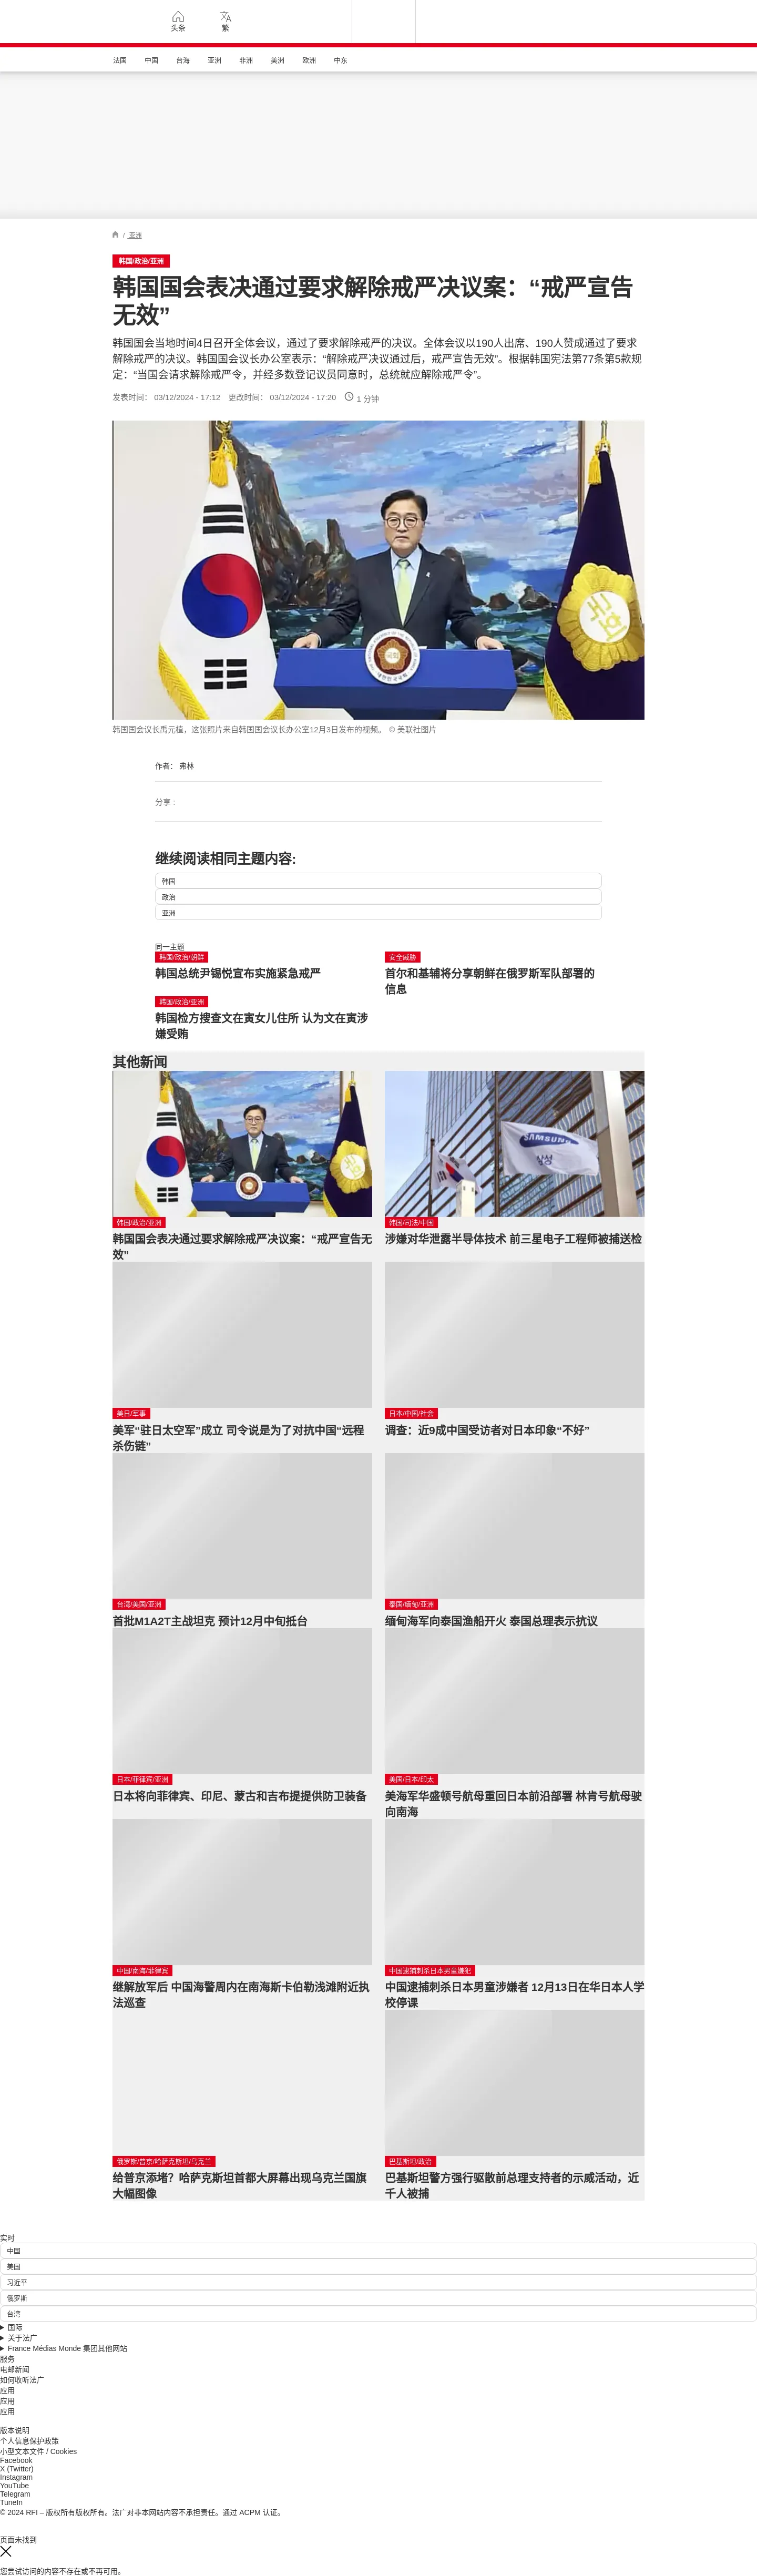 头条
繁
法国 中国 台海 亚洲 非洲 美洲 欧洲 中东
/ 亚洲
韩国/政治/亚洲
韩国国会表决通过要求解除戒严决议案：“戒严宣告
无效”
韩国国会当地时间4日召开全体会议，通过了要求解除戒严的决议。全体会议以190人出席、190人赞成通过了要求
解除戒严的决议。韩国国会议长办公室表示：“解除戒严决议通过后，戒严宣告无效”。根据韩国宪法第77条第5款规
定：“当国会请求解除戒严令，并经多数登记议员同意时，总统就应解除戒严令”。
发表时间： 03/12/2024 - 17:12 更改时间： 03/12/2024 - 17:20 1 分钟
국회
韩国国会议长禹元植，这张照片来自韩国国会议长办公室12月3日发布的视频。 © 美联社图片
作者： 弗林
分享 :
继续阅读相同主题内容:
韩国
政治
亚洲
同一主题
韩国/政治/朝鲜
韩国总统尹锡悦宣布实施紧急戒严
安全威胁
首尔和基辅将分享朝鲜在俄罗斯军队部署的
信息
韩国/政治/亚洲
韩国检方搜查文在寅女儿住所 认为文在寅涉
嫌受贿
其他新闻
SAMSUNG
삼성
韩国/政治/亚洲
韩国国会表决通过要求解除戒严决议案：“戒严宣告无
效”
韩国/司法/中国
涉嫌对华泄露半导体技术 前三星电子工程师被捕送检
美日/军事
美军“驻日太空军”成立 司令说是为了对抗中国“远程
杀伤链”
日本/中国/社会
调查：近9成中国受访者对日本印象“不好”
台湾/美国/亚洲
首批M1A2T主战坦克 预计12月中旬抵台
泰国/缅甸/亚洲
缅甸海军向泰国渔船开火 泰国总理表示抗议
日本/菲律宾/亚洲
日本将向菲律宾、印尼、蒙古和吉布提提供防卫装备
美国/日本/印太
美海军华盛顿号航母重回日本前沿部署 林肯号航母驶
向南海
中国/南海/菲律宾
继解放军后 中国海警周内在南海斯卡伯勒浅滩附近执
法巡查
中国逮捕刺杀日本男童嫌犯
中国逮捕刺杀日本男童涉嫌者 12月13日在华日本人学
校停课
俄罗斯/普京/哈萨克斯坦/乌克兰
给普京添堵？哈萨克斯坦首都大屏幕出现乌克兰国旗
大幅图像
巴基斯坦/政治
巴基斯坦警方强行驱散前总理支持者的示威活动，近
千人被捕
实时
中国
美国
习近平
俄罗斯
台湾
国际
关于法广
France Médias Monde 集团其他网站
服务
电邮新闻
如何收听法广
应用
应用
应用
版本说明
个人信息保护政策
小型文本文件 / Cookies
Facebook
X (Twitter)
Instagram
YouTube
Telegram
TuneIn
© 2024 RFI – 版权所有版权所有。法广对非本网站内容不承担责任。通过 ACPM 认证。
页面未找到
您尝试访问的内容不存在或不再可用。